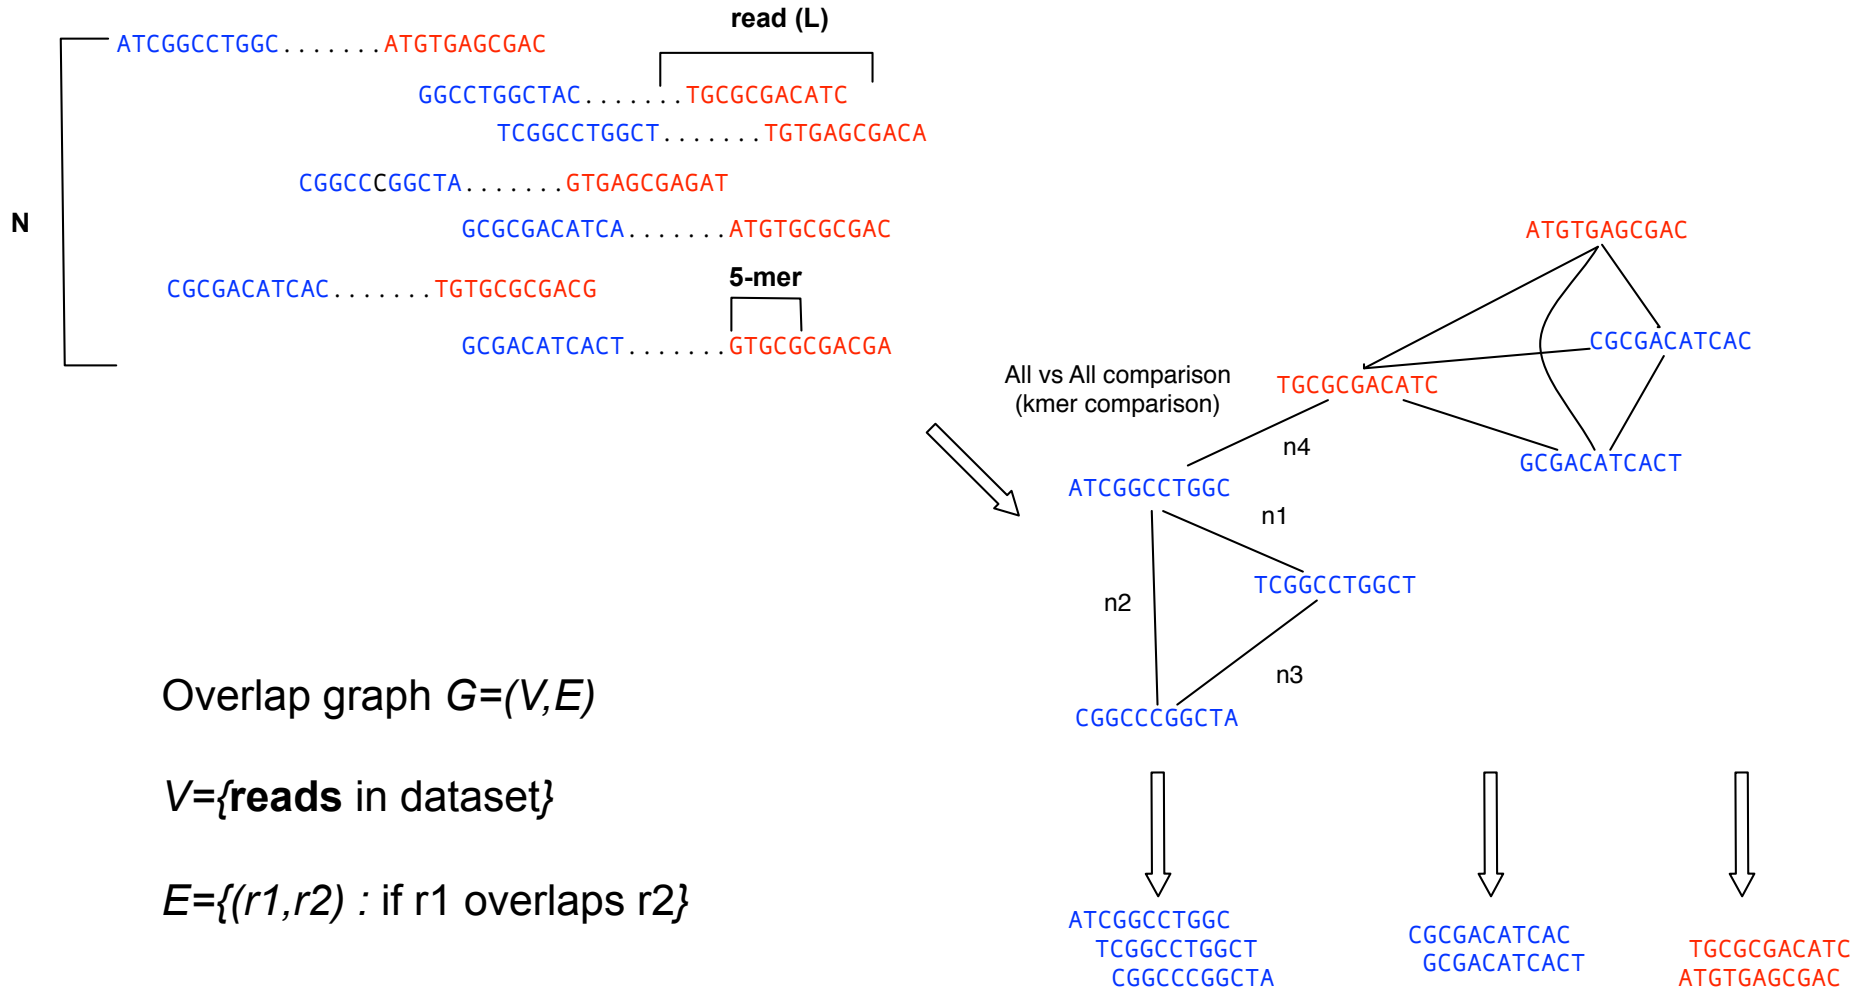 read (L)
ATCGGCCTGGC.......ATGTGAGCGAC
GGCCTGGCTAC.......TGCGCGACATC
TCGGCCTGGCT.......TGTGAGCGACA
CGGCCCGGCTA.......GTGAGCGAGAT
N
GCGCGACATCA.......ATGTGCGCGAC
5-mer
CGCGACATCAC.......TGTGCGCGACG
GCGACATCACT.......GTGCGCGACGA
All vs All comparison
(kmer comparison)
ATGTGAGCGAC
CGCGACATCAC
TGCGCGACATC
n4
GCGACATCACT
ATCGGCCTGGC
n1
TCGGCCTGGCT
n2
n3
CGGCCCGGCTA
Overlap graph G=(V,E)
V={reads in dataset}
E={(r1,r2) : if r1 overlaps r2}
ATCGGCCTGGC
TCGGCCTGGCT
CGGCCCGGCTA
CGCGACATCAC
GCGACATCACT
TGCGCGACATC
ATGTGAGCGAC